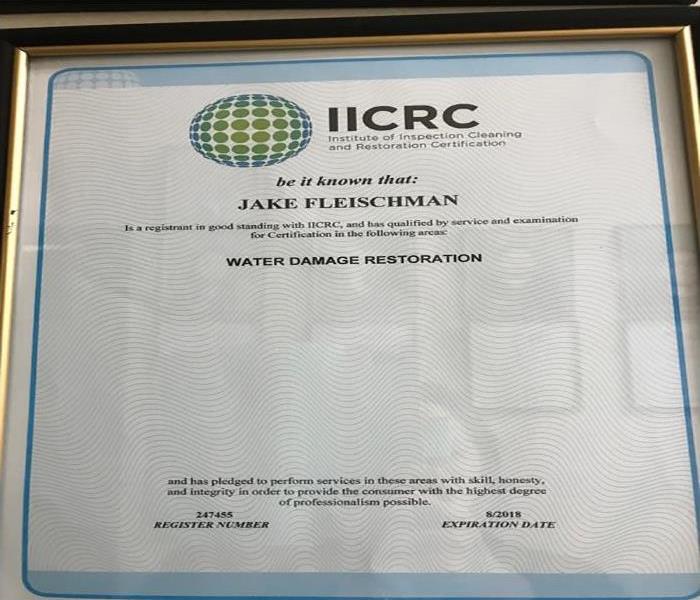 IICRC
Institute of Inspection Cleaning
and Restoration Certification
be it known that:
JAKE FLEISCHMAN
Is a registrant in good standing with IICRC, and has qualified by service and examination
for Certification in the following areas:
WATER DAMAGE RESTORATION
and has pledged to perform services in these areas with skill, honesty,
and integrity in order to provide the consumer with the highest degree
of professionalism possible.
247455
REGISTER NUMBER
8/2018
EXPIRATION DATE